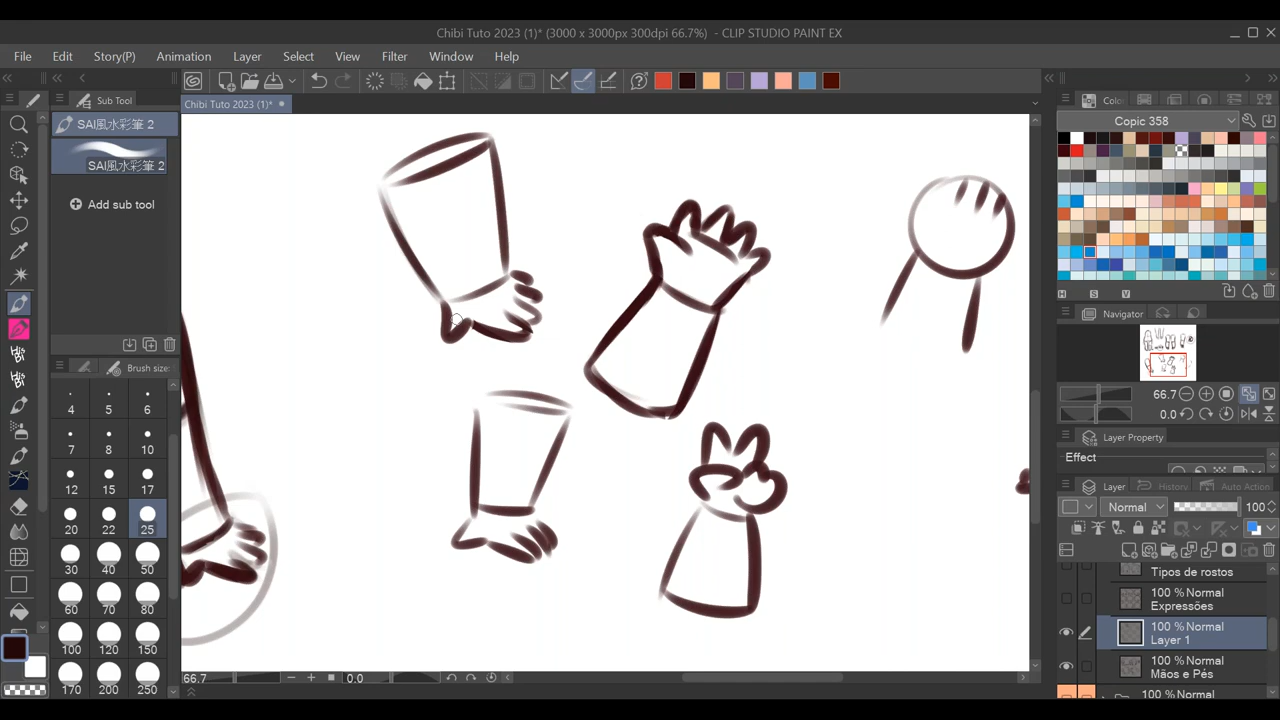 Chibi Tuto 2023 (1)* (3000 x 3000px 300dpi 66.7%) - CLIP STUDIO PAINT EX
File Edit Story(P) Animation Layer Select View Filter Window Help
Sub Tool
Chibi Tuto 2023 (1)*
SAI風水彩筆 2
SAI風水彩筆 2
Add sub tool
Brush size:
4 5 6
7 8 10
12 15 17
20 22 25
30 40 50
60 70 80
100 120 150
170 200 250
66.7
0.0
Copic 358
H S V
Navigator
66.7
0.0
Layer Property
Effect
Layer History Auto Action
Normal 100
Tipos de rostos
100 % Normal
Expressões
100 % Normal
Layer 1
100 % Normal
Mãos e Pés
100 % Normal